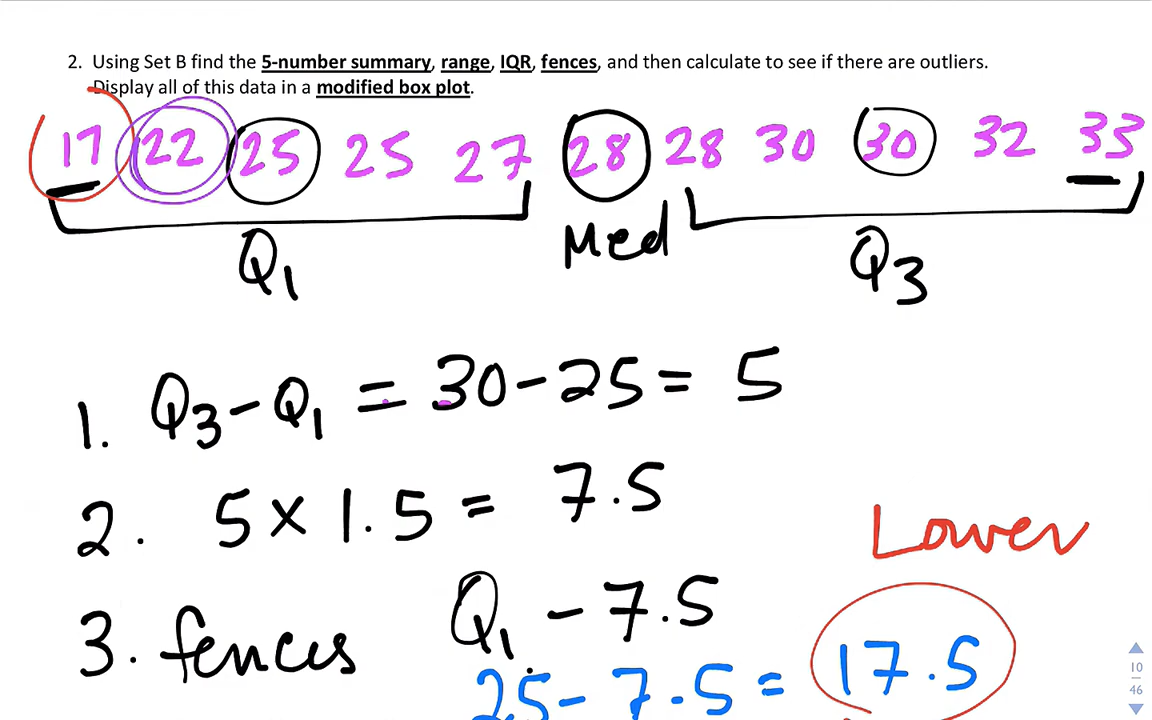 2. Using Set B find the 5-number summary, range, IQR, fences, and then calculate to see if there are outliers.
Display all of this data in a modified box plot.
17 22 25 25 27 28 28 30 30 32 33
Q1 Med Q3
1. Q3 - Q1 = 30 - 25 = 5
2. 5 × 1.5 = 7.5
Lower
3. fences Q1 - 7.5
25 - 7.5 = 17.5
10
46